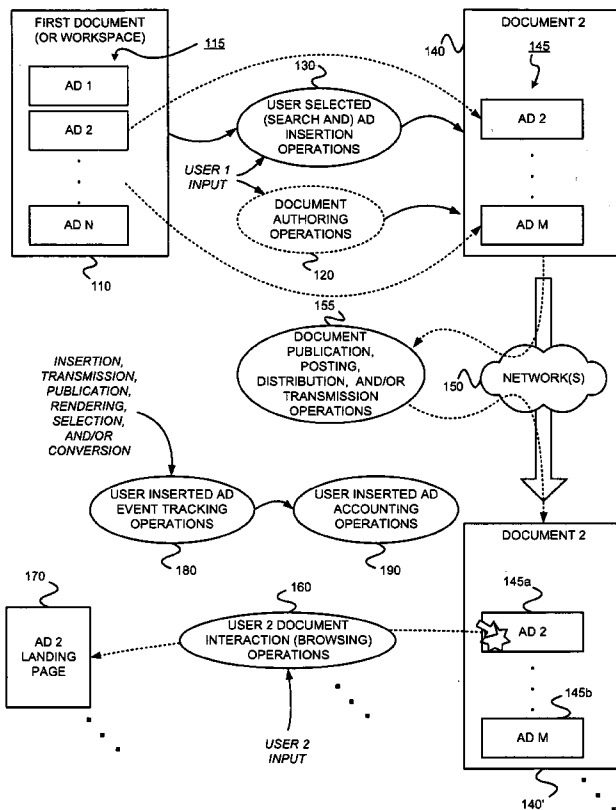 FIRST DOCUMENT
(OR WORKSPACE)
115
AD 1
AD 2
AD N
110
130
USER SELECTED
(SEARCH AND) AD
INSERTION
OPERATIONS
USER 1
INPUT
DOCUMENT
AUTHORING
OPERATIONS
120
DOCUMENT 2
140
145
AD 2
AD M
155
DOCUMENT
PUBLICATION,
POSTING,
DISTRIBUTION,
AND/OR
TRANSMISSION
OPERATIONS
150
NETWORK(S)
INSERTION,
TRANSMISSION,
PUBLICATION,
RENDERING,
SELECTION,
AND/OR
CONVERSION
USER INSERTED AD
EVENT TRACKING
OPERATIONS
180
USER INSERTED AD
ACCOUNTING
OPERATIONS
190
170
AD 2
LANDING
PAGE
160
USER 2 DOCUMENT
INTERACTION (BROWSING)
OPERATIONS
USER 2
INPUT
DOCUMENT 2
145a
AD 2
145b
AD M
140'